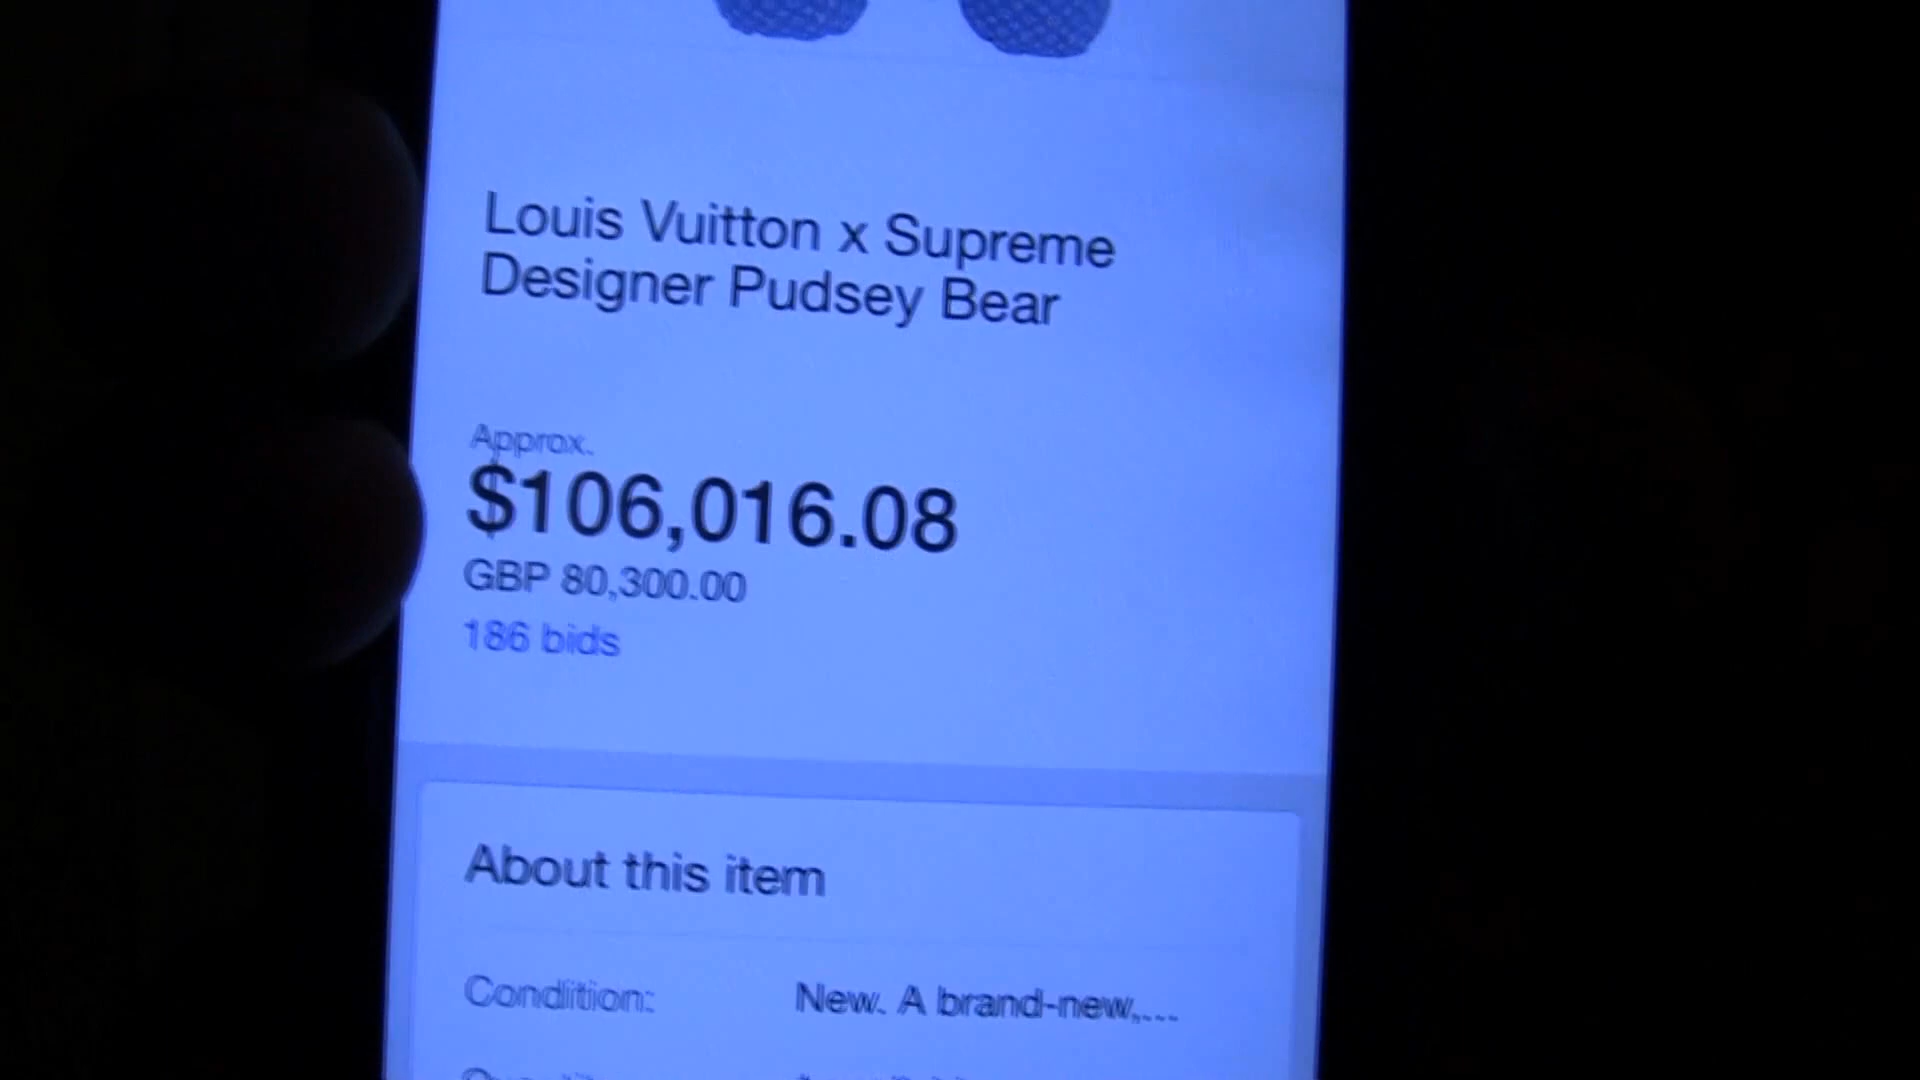 Louis Vuitton x Supreme
Designer Pudsey Bear
Approx.
$106,016.08
GBP 80,300.00
186 bids
About this item
Condition:
New. A brand-new,...